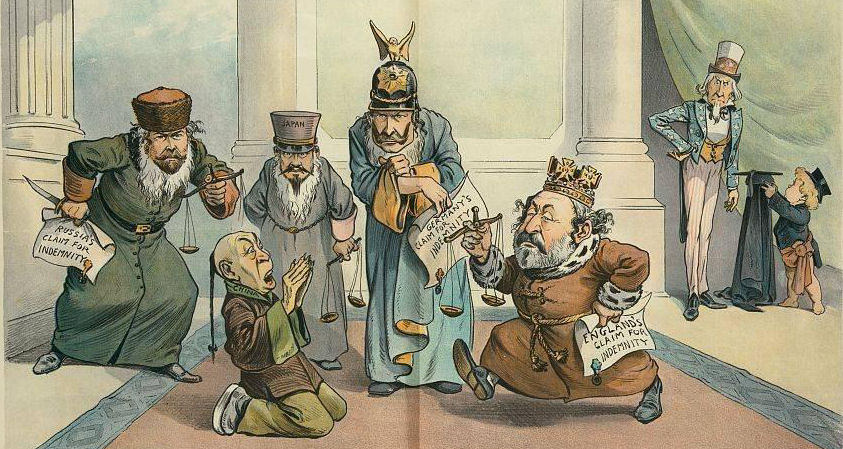 RUSSIA'S
CLAIM FOR
INDEMNITY
JAPAN
GERMANY'S
CLAIM FOR
INDEMNITY
ENGLAND'S
CLAIM FOR
INDEMNITY